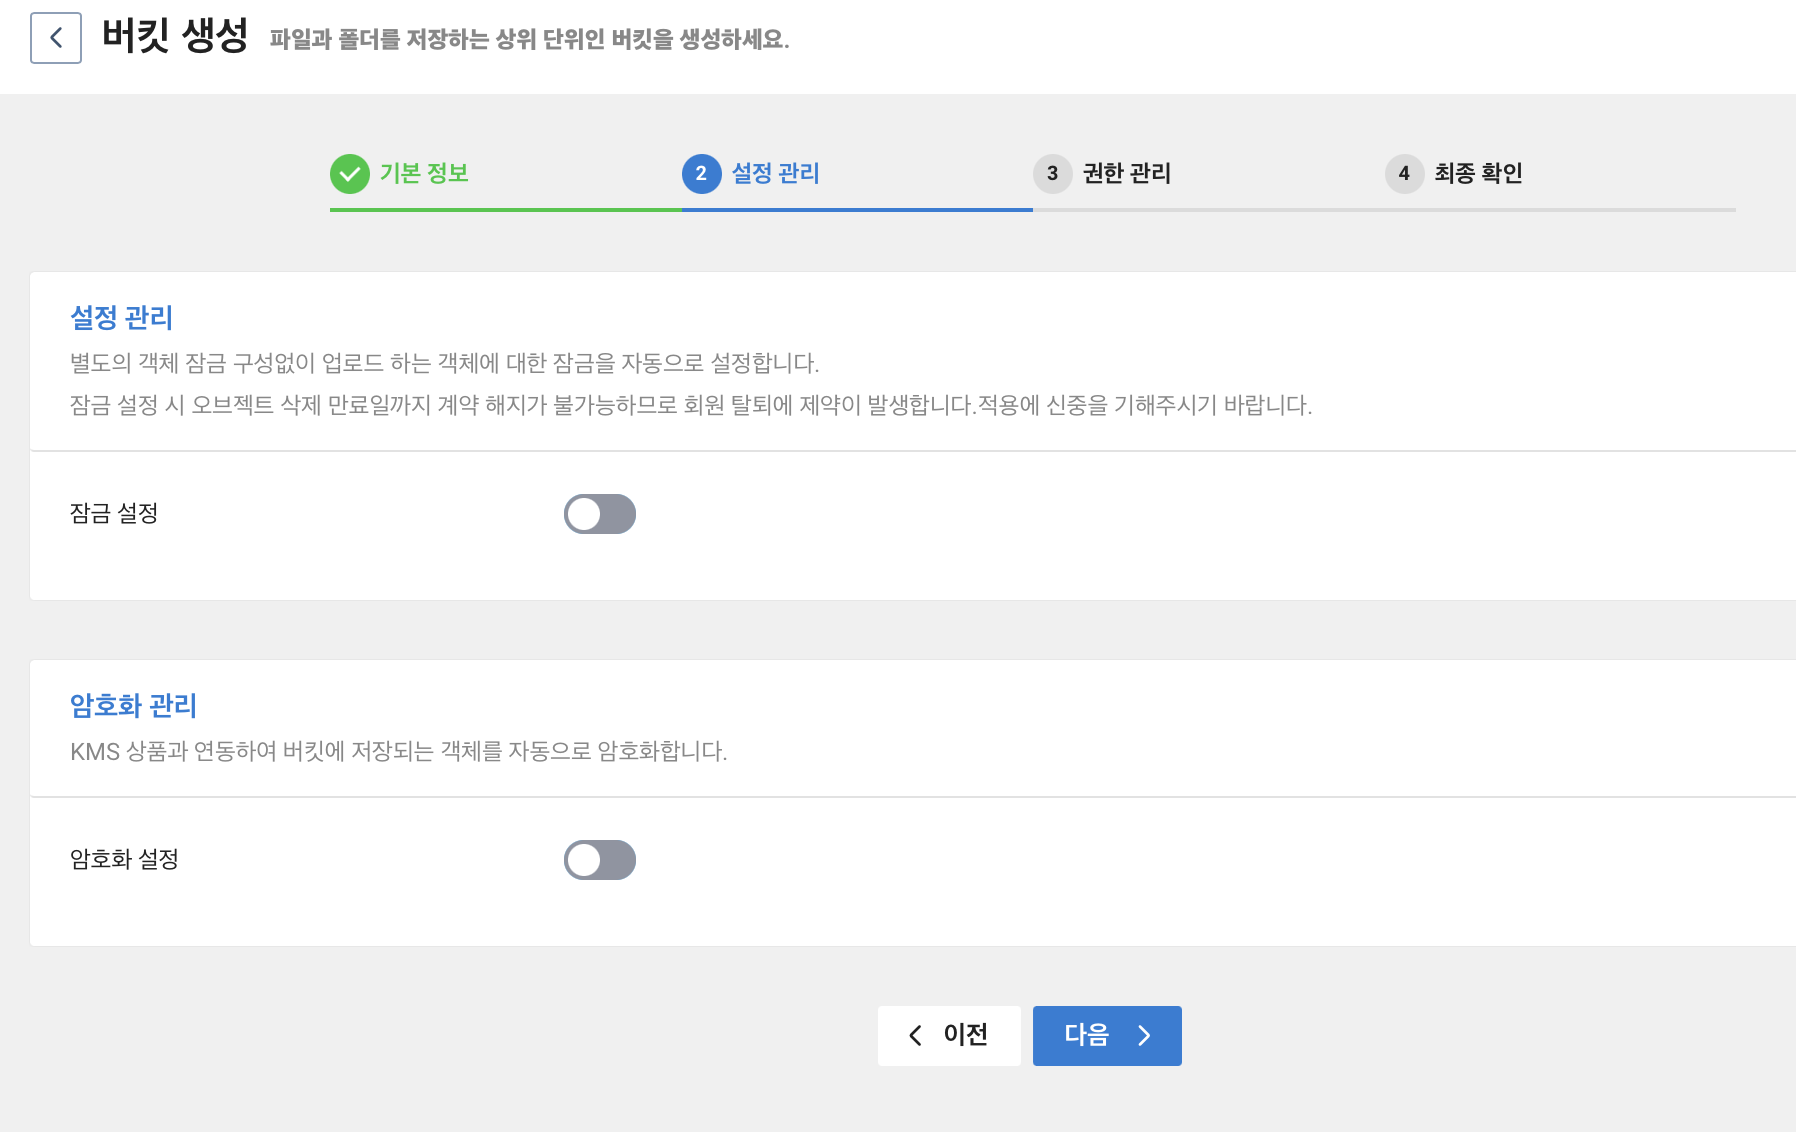 버킷 생성 파일과 폴더를 저장하는 상위 단위인 버킷을 생성하세요.
기본 정보
2 설정 관리
3 권한 관리
4 최종 확인
설정 관리
별도의 객체 잠금 구성없이 업로드 하는 객체에 대한 잠금을 자동으로 설정합니다.
잠금 설정 시 오브젝트 삭제 만료일까지 계약 해지가 불가능하므로 회원 탈퇴에 제약이 발생합니다.적용에 신중을 기해주시기 바랍니다.
잠금 설정
암호화 관리
KMS 상품과 연동하여 버킷에 저장되는 객체를 자동으로 암호화합니다.
암호화 설정
이전
다음